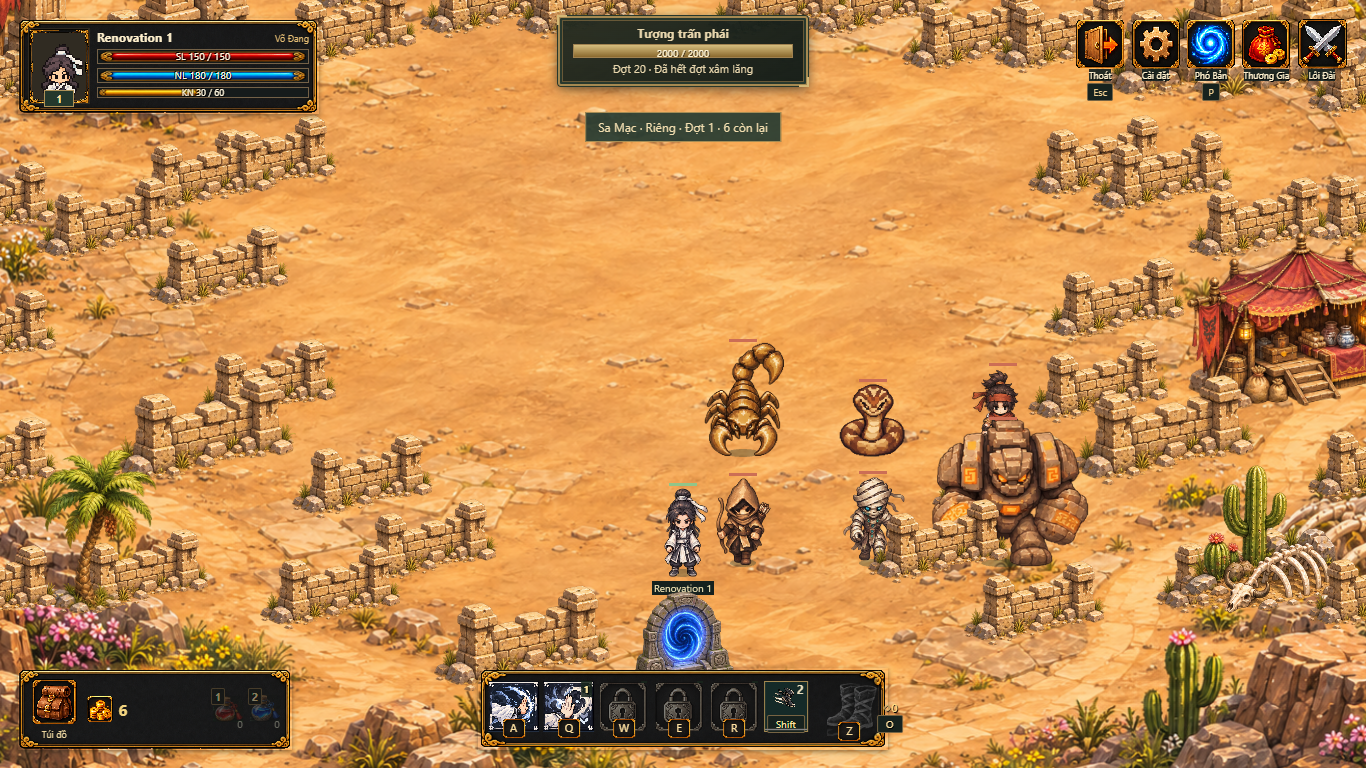 Renovation 1
Võ Đang
SL 150 / 150
NL 180 / 180
KN 30 / 60
1
Tượng trấn phái
2000 / 2000
Đợt 20 · Đã hết đợt xâm lăng
Sa Mạc · Riêng · Đợt 1 · 6 còn lại
Thoát
Cài đặt
Phó Bản
Thương Gia
Lôi Đài
Esc
P
Renovation 1
Túi đồ
6
1
0
2
0
A
1
Q
W
E
R
2
Shift
Z
O